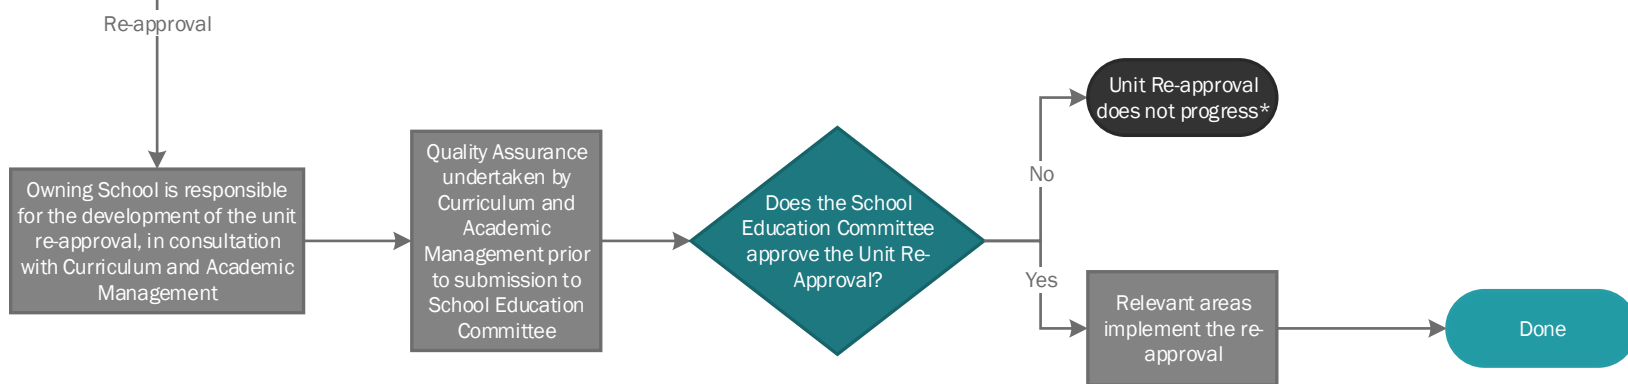 Re-approval
Owning School is responsible
for the development of the unit
re-approval, in consultation
with Curriculum and Academic
Management
Quality Assurance
undertaken by
Curriculum and
Academic
Management prior
to submission to
School Education
Committee
Does the School
Education Committee
approve the Unit Re-
Approval?
No
Unit Re-approval
does not progress*
Yes
Relevant areas
implement the re-
approval
Done